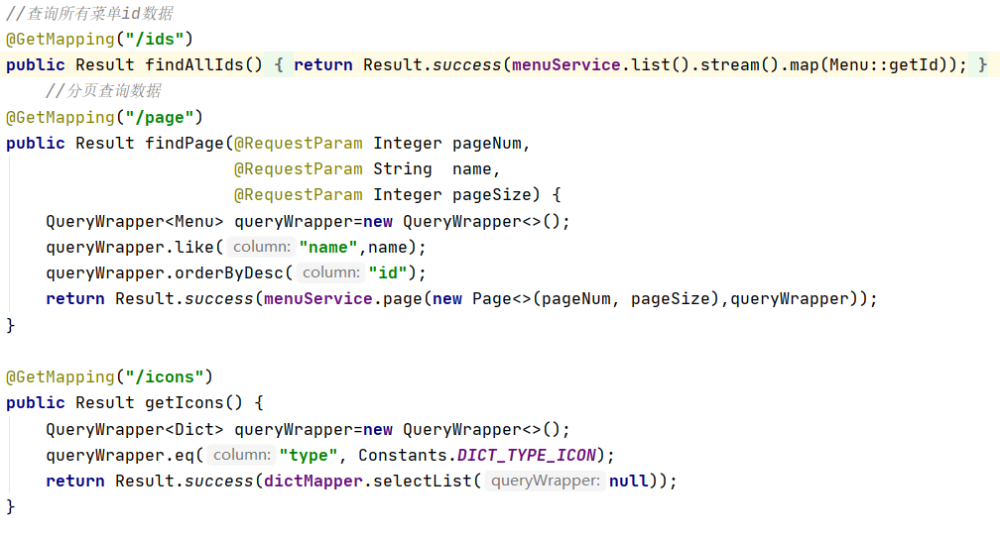 //查询所有菜单id数据
@GetMapping("/ids")
public Result findAllIds() { return Result.success(menuService.list().stream().map(Menu::getId)); }
    //分页查询数据
@GetMapping("/page")
public Result findPage(@RequestParam Integer pageNum,
                       @RequestParam String  name,
                       @RequestParam Integer pageSize) {
    QueryWrapper<Menu> queryWrapper=new QueryWrapper<>();
    queryWrapper.like( column: "name",name);
    queryWrapper.orderByDesc( column: "id");
    return Result.success(menuService.page(new Page<>(pageNum, pageSize),queryWrapper));
}
@GetMapping("/icons")
public Result getIcons() {
    QueryWrapper<Dict> queryWrapper=new QueryWrapper<>();
    queryWrapper.eq( column: "type", Constants.DICT_TYPE_ICON);
    return Result.success(dictMapper.selectList( queryWrapper: null));
}